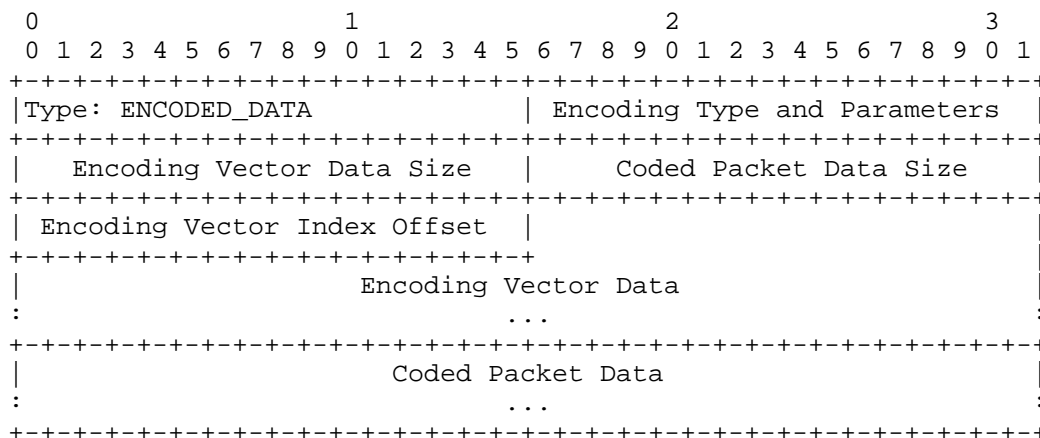 0                   1                   2                   3
 0 1 2 3 4 5 6 7 8 9 0 1 2 3 4 5 6 7 8 9 0 1 2 3 4 5 6 7 8 9 0 1
+-+-+-+-+-+-+-+-+-+-+-+-+-+-+-+-+-+-+-+-+-+-+-+-+-+-+-+-+-+-+-+-+
|Type: ENCODED_DATA             | Encoding Type and Parameters  |
+-+-+-+-+-+-+-+-+-+-+-+-+-+-+-+-+-+-+-+-+-+-+-+-+-+-+-+-+-+-+-+-+
|   Encoding Vector Data Size   |     Coded Packet Data Size    |
+-+-+-+-+-+-+-+-+-+-+-+-+-+-+-+-+-+-+-+-+-+-+-+-+-+-+-+-+-+-+-+-+
| Encoding Vector Index Offset  |                               |
+-+-+-+-+-+-+-+-+-+-+-+-+-+-+-+-+                               |
|                     Encoding Vector Data                      |
:                              ...                              :
+-+-+-+-+-+-+-+-+-+-+-+-+-+-+-+-+-+-+-+-+-+-+-+-+-+-+-+-+-+-+-+-+
|                       Coded Packet Data                       |
:                              ...                              :
+-+-+-+-+-+-+-+-+-+-+-+-+-+-+-+-+-+-+-+-+-+-+-+-+-+-+-+-+-+-+-+-+